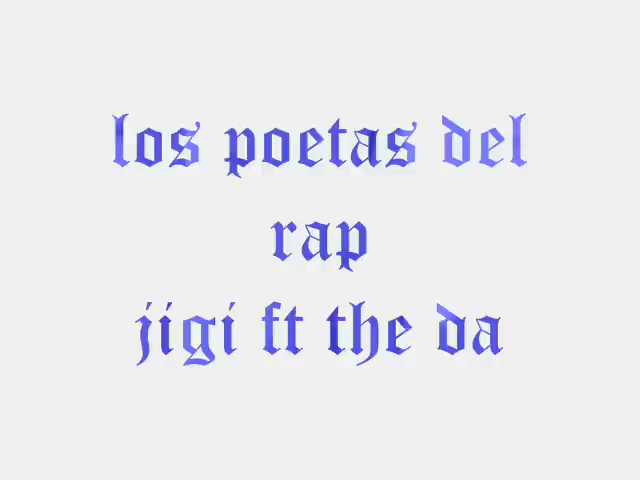 los poetas del
rap
jigi ft the da